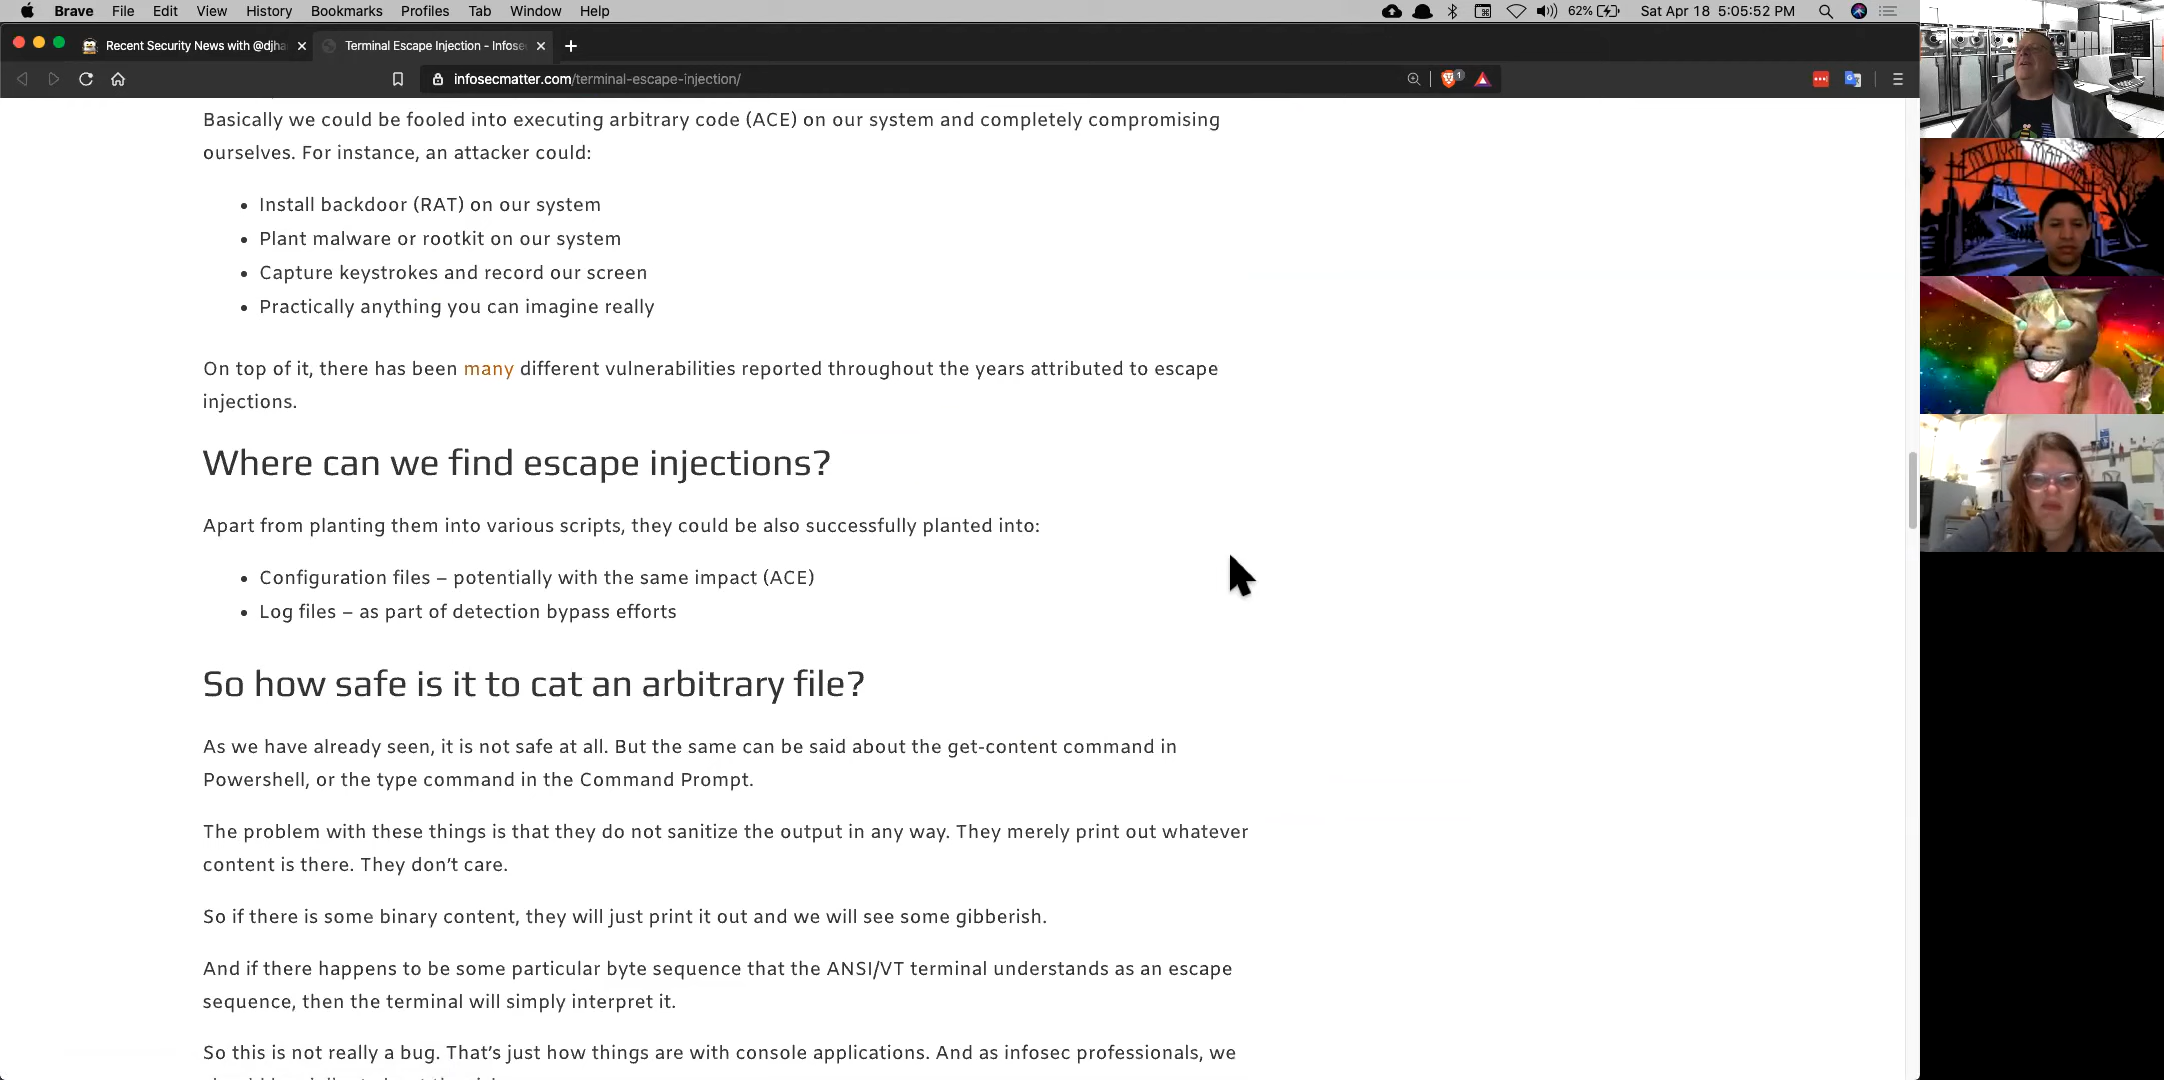 Brave File Edit View History Bookmarks Profiles Tab Window Help 62% Sat Apr 18 5:05:52 PM
Recent Security News with @djha Terminal Escape Injection - Infose
infosecmatter.com/terminal-escape-injection/ 1
Basically we could be fooled into executing arbitrary code (ACE) on our system and completely compromising
ourselves. For instance, an attacker could:
• Install backdoor (RAT) on our system
• Plant malware or rootkit on our system
• Capture keystrokes and record our screen
• Practically anything you can imagine really
On top of it, there has been many different vulnerabilities reported throughout the years attributed to escape
injections.
Where can we find escape injections?
Apart from planting them into various scripts, they could be also successfully planted into:
• Configuration files – potentially with the same impact (ACE)
• Log files – as part of detection bypass efforts
So how safe is it to cat an arbitrary file?
As we have already seen, it is not safe at all. But the same can be said about the get-content command in
Powershell, or the type command in the Command Prompt.
The problem with these things is that they do not sanitize the output in any way. They merely print out whatever
content is there. They don’t care.
So if there is some binary content, they will just print it out and we will see some gibberish.
And if there happens to be some particular byte sequence that the ANSI/VT terminal understands as an escape
sequence, then the terminal will simply interpret it.
So this is not really a bug. That’s just how things are with console applications. And as infosec professionals, we